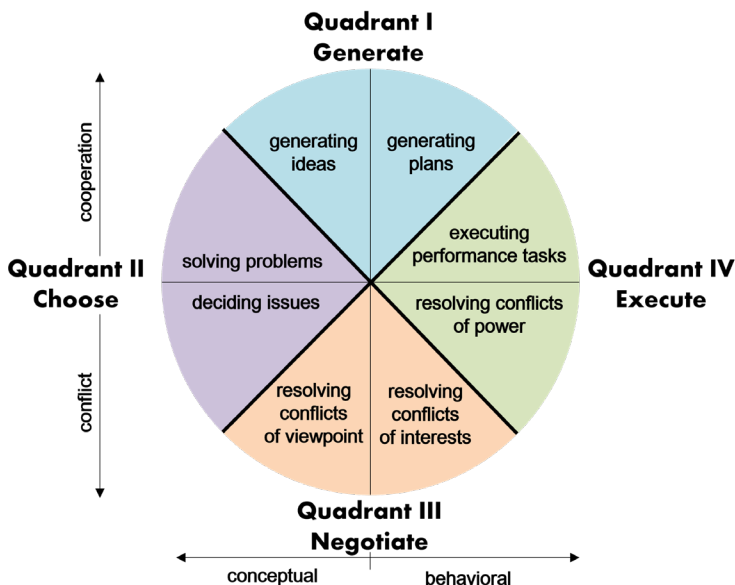 Quadrant I
Generate
generating
ideas
generating
plans
cooperation
executing
performance tasks
solving problems
Quadrant II
Choose
Quadrant IV
Execute
deciding issues
resolving conflicts
of power
conflict
resolving
conflicts
of viewpoint
resolving
conflicts
of interests
Quadrant III
Negotiate
conceptual
behavioral